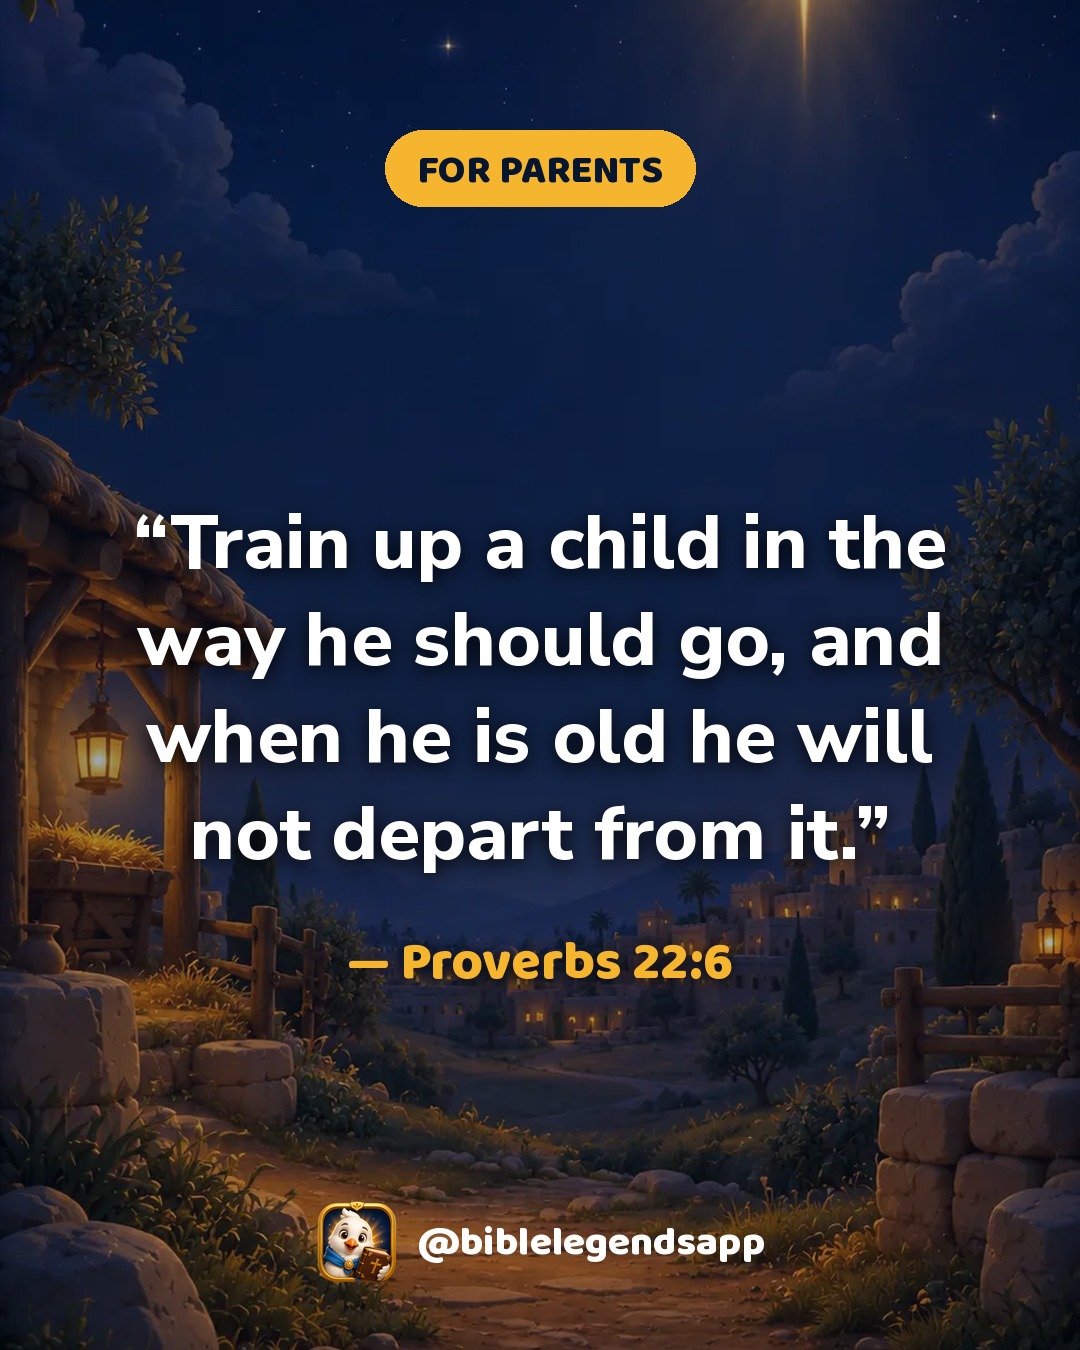 FOR PARENTS
“Train up a child in the
way he should go, and
when he is old he will
not depart from it.”
— Proverbs 22:6
@biblelegendsapp